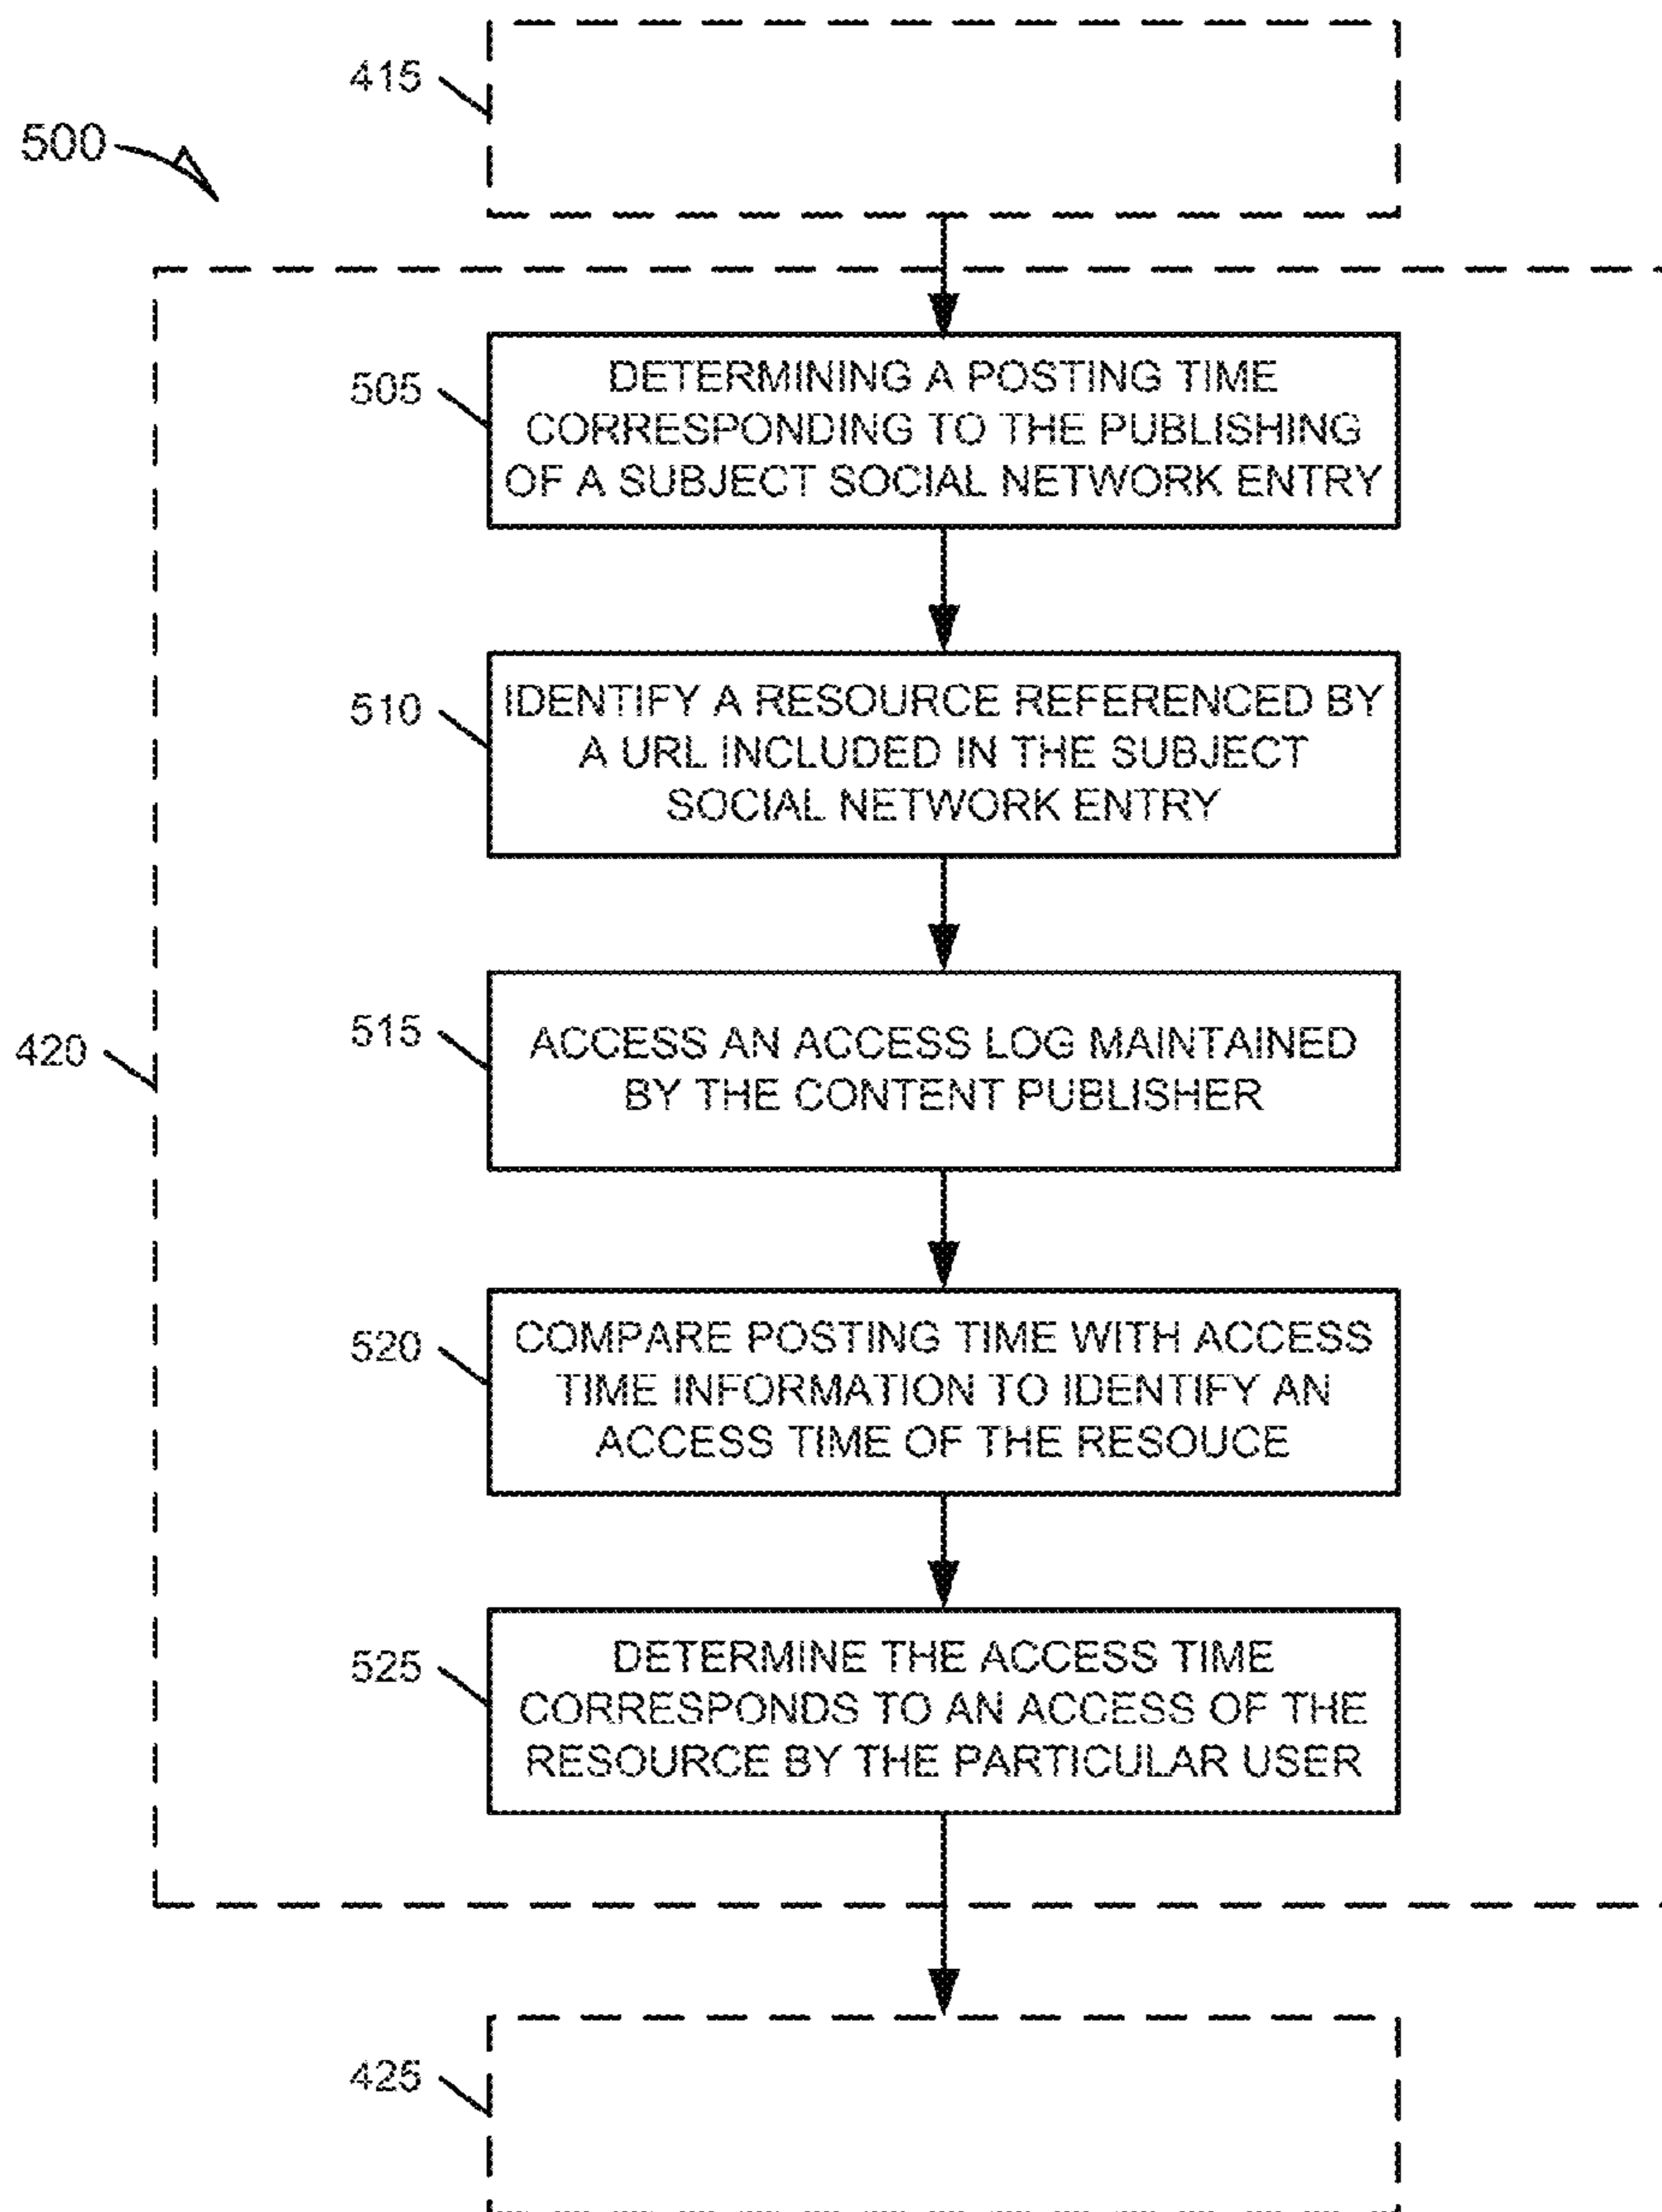 415
500
505
DETERMINING A POSTING TIME
CORRESPONDING TO THE PUBLISHING
OF A SUBJECT SOCIAL NETWORK ENTRY
510
IDENTIFY A RESOURCE REFERENCED BY
A URL INCLUDED IN THE SUBJECT
SOCIAL NETWORK ENTRY
420
515
ACCESS AN ACCESS LOG MAINTAINED
BY THE CONTENT PUBLISHER
520
COMPARE POSTING TIME WITH ACCESS
TIME INFORMATION TO IDENTIFY AN
ACCESS TIME OF THE RESOUCE
525
DETERMINE THE ACCESS TIME
CORRESPONDS TO AN ACCESS OF THE
RESOURCE BY THE PARTICULAR USER
425